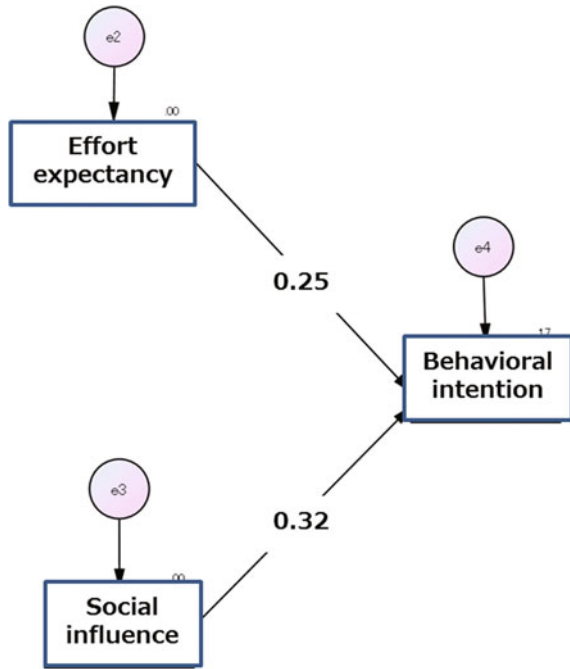 e2
.00
Effort
expectancy
0.25
e4
.17
Behavioral
intention
e3
.00
0.32
Social
influence